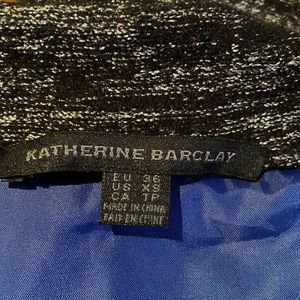 KATHERINE BARCLAY
EU 36
US XS
CA TP
MADE IN CHINA
FAIT EN CHINE